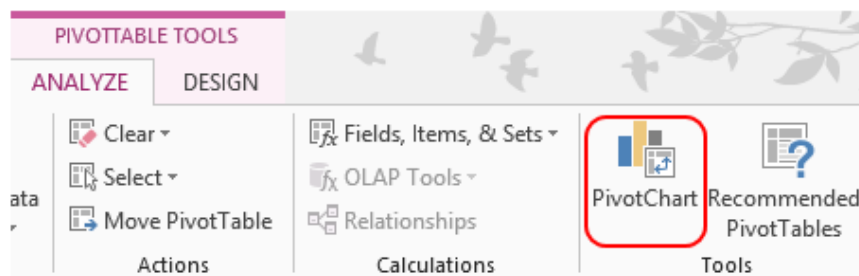 PIVOTTABLE TOOLS
ANALYZE DESIGN
Clear
Select
Move PivotTable
Actions
Fields, Items, & Sets
OLAP Tools
Relationships
Calculations
PivotChart
Recommended
PivotTables
Tools
ata